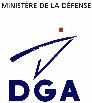 MINISTÈRE DE LA DÉFENSE
DGA